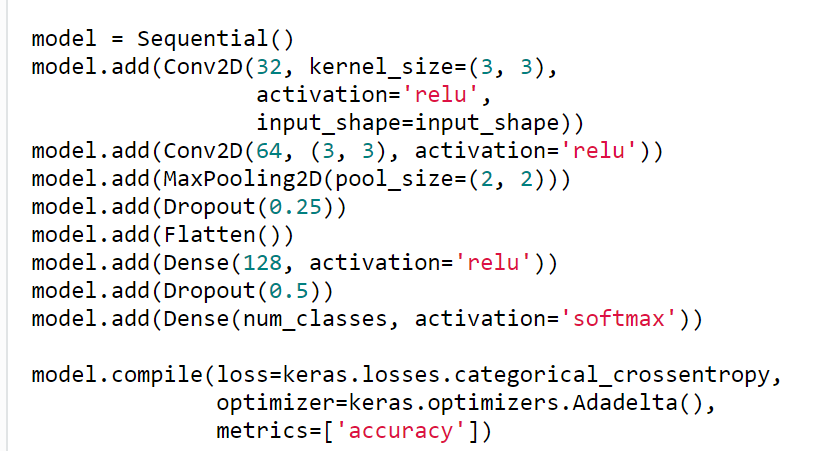 model = Sequential()
model.add(Conv2D(32, kernel_size=(3, 3),
                 activation='relu',
                 input_shape=input_shape))
model.add(Conv2D(64, (3, 3), activation='relu'))
model.add(MaxPooling2D(pool_size=(2, 2)))
model.add(Dropout(0.25))
model.add(Flatten())
model.add(Dense(128, activation='relu'))
model.add(Dropout(0.5))
model.add(Dense(num_classes, activation='softmax'))

model.compile(loss=keras.losses.categorical_crossentropy,
              optimizer=keras.optimizers.Adadelta(),
              metrics=['accuracy'])